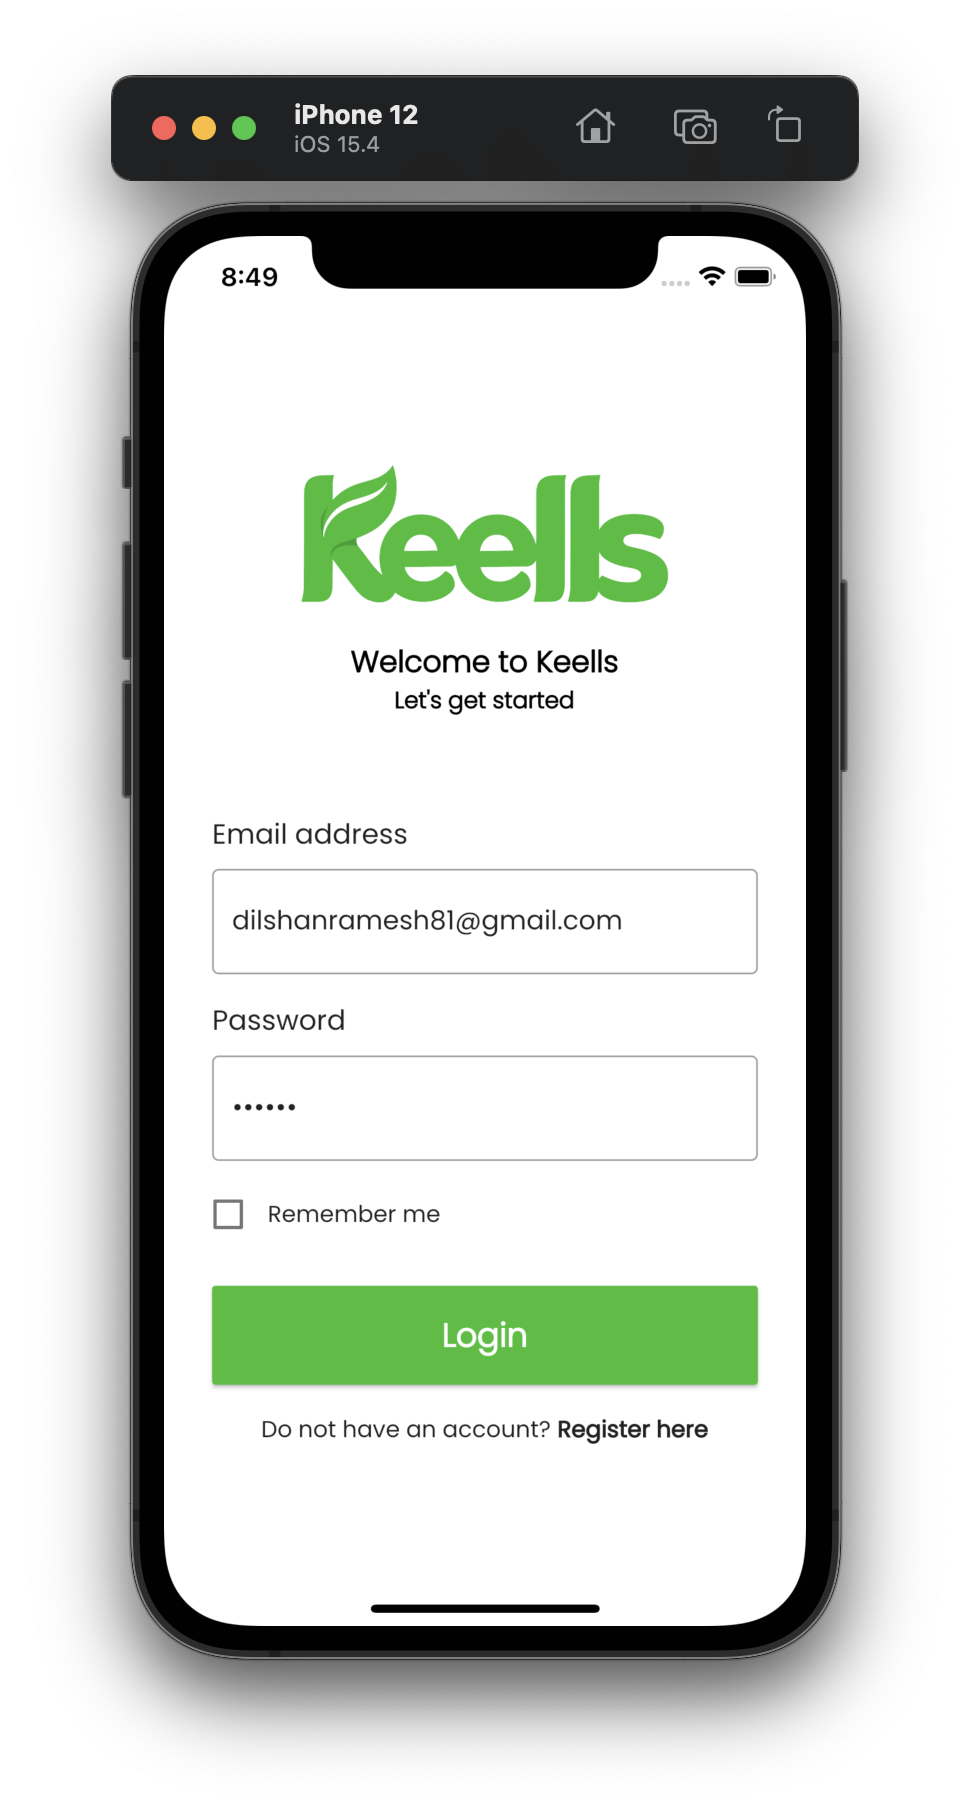 iPhone 12
iOS 15.4
8:49
Keells
Welcome to Keells
Let's get started
Email address
dilshanramesh81@gmail.com
Password
••••••
Remember me
Login
Do not have an account? Register here